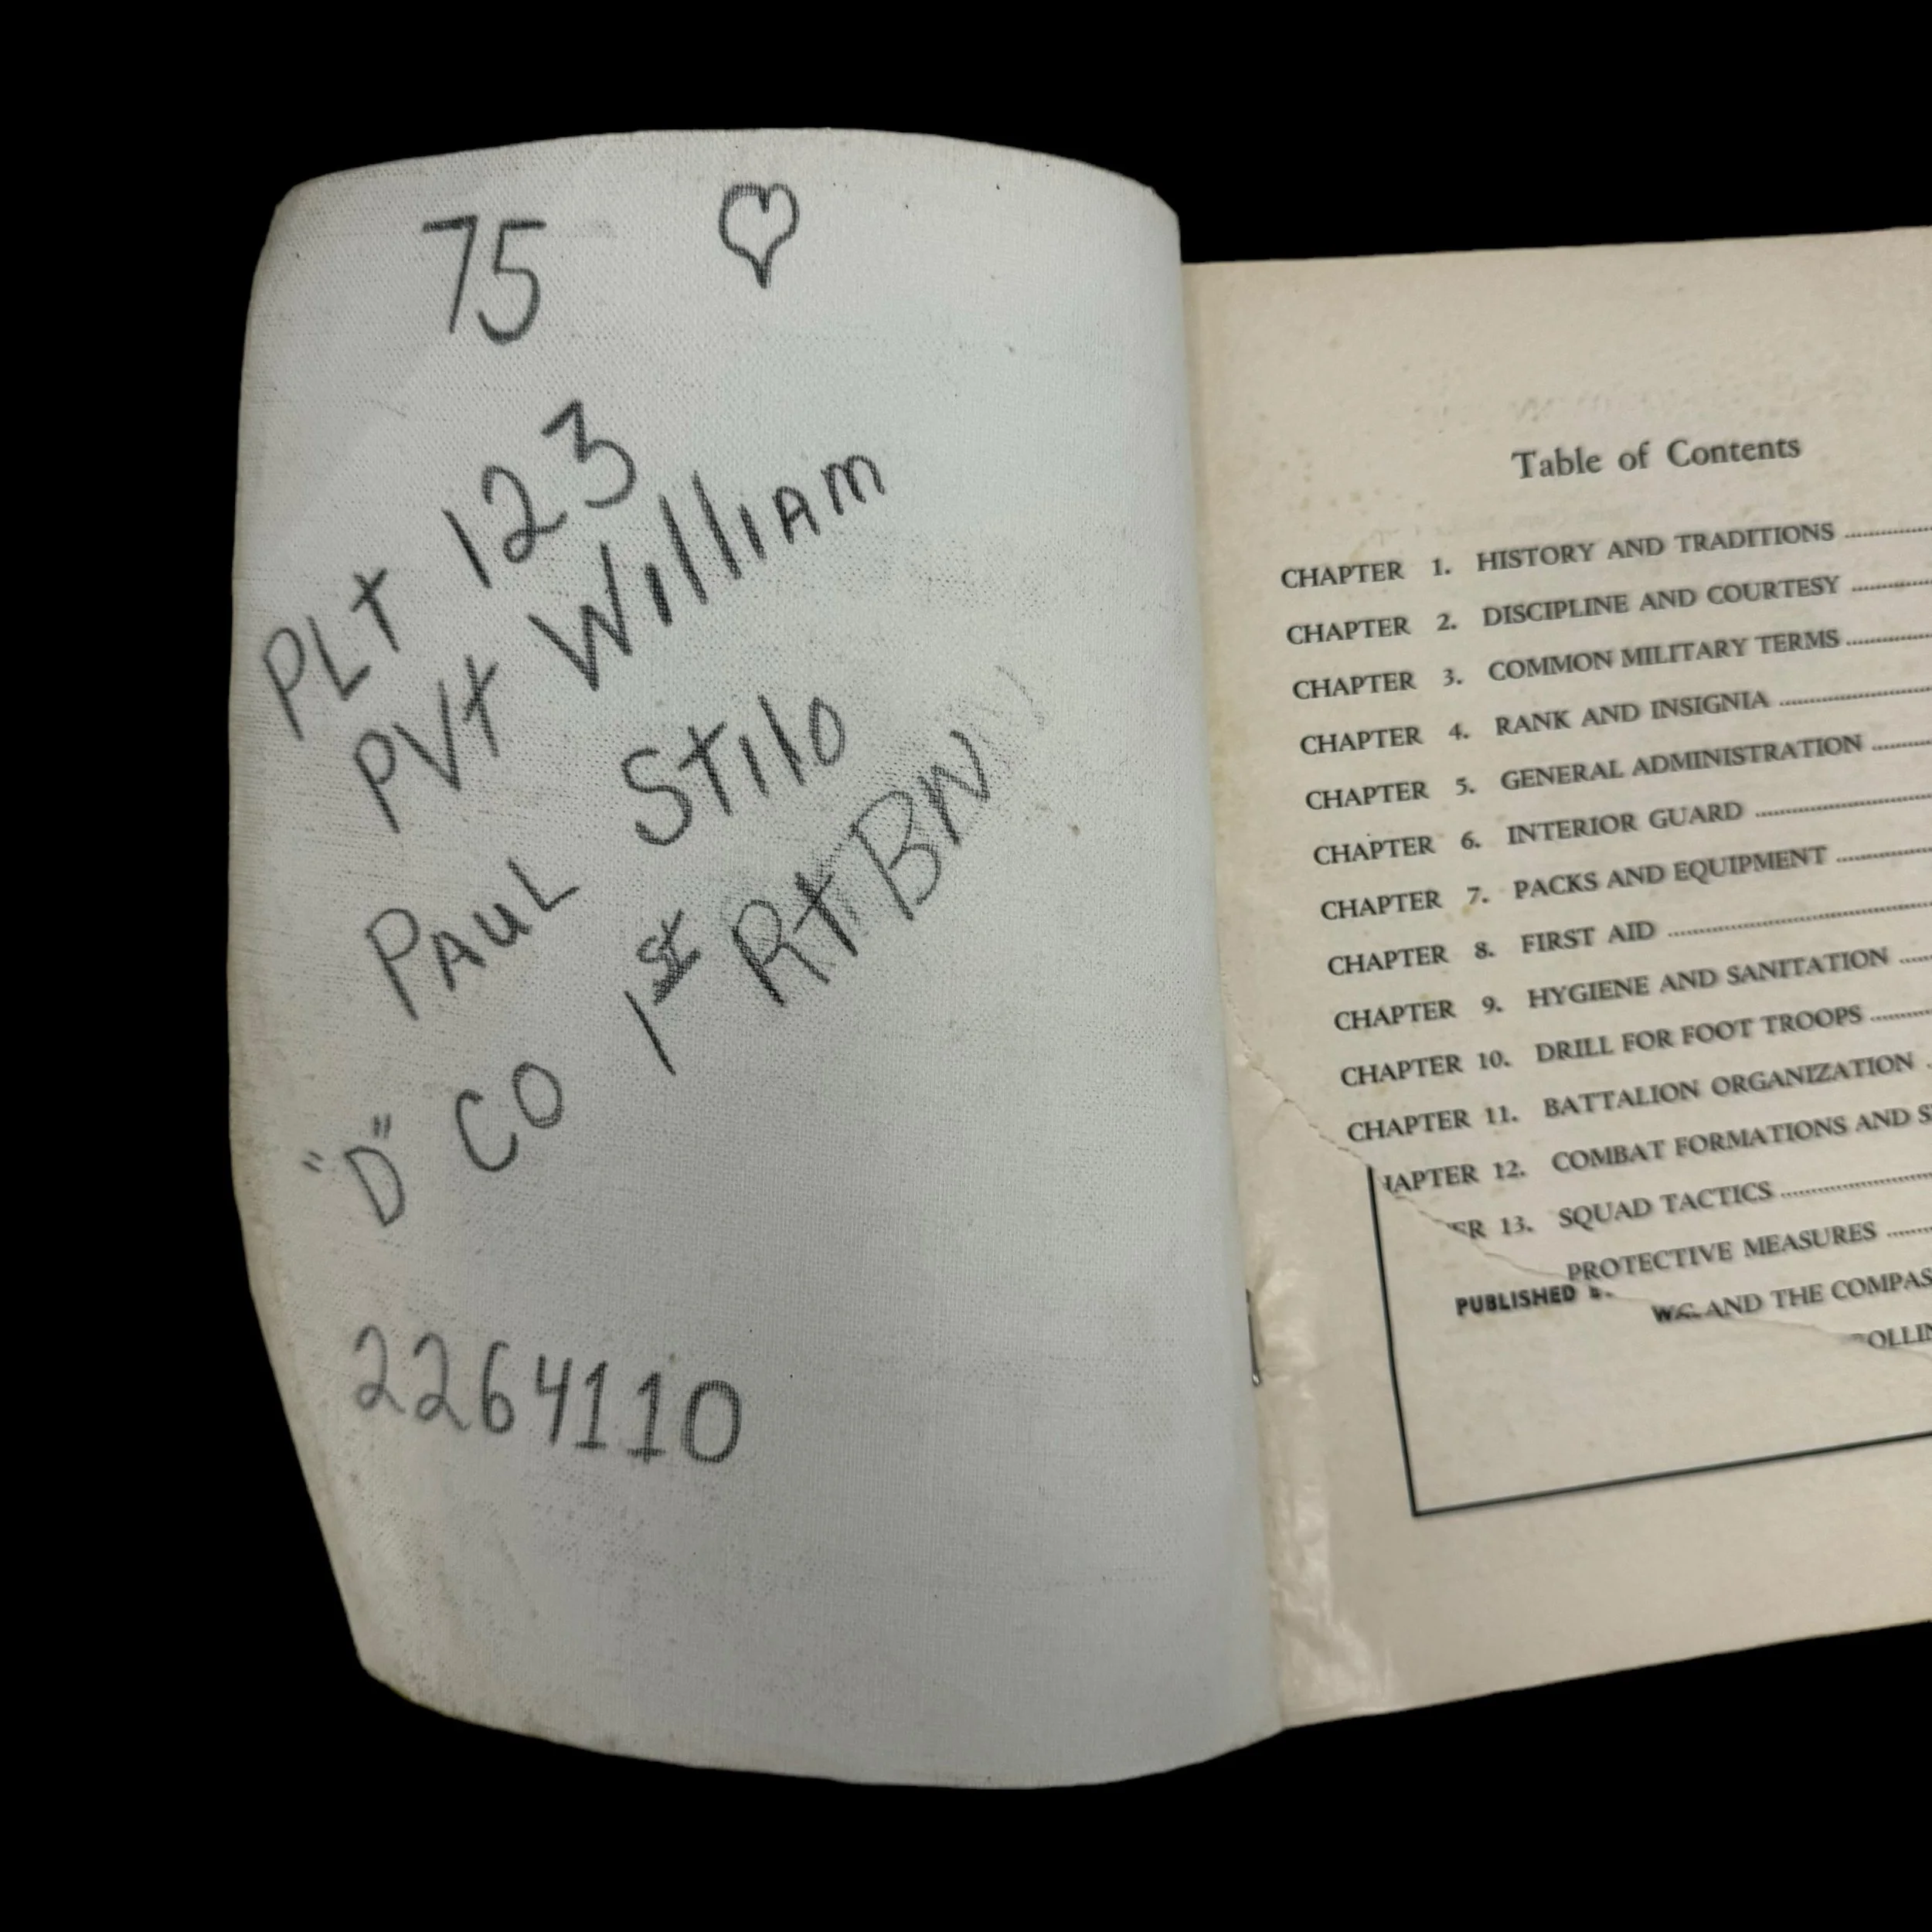 75
PLt 123
PVt William
Paul Stilo
"D" CO 1st Rt BN
2264110
Table of Contents
CHAPTER 1. HISTORY AND TRADITIONS
CHAPTER 2. DISCIPLINE AND COURTESY
CHAPTER 3. COMMON MILITARY TERMS
CHAPTER 4. RANK AND INSIGNIA
CHAPTER 5. GENERAL ADMINISTRATION
CHAPTER 6. INTERIOR GUARD
CHAPTER 7. PACKS AND EQUIPMENT
CHAPTER 8. FIRST AID
CHAPTER 9. HYGIENE AND SANITATION
CHAPTER 10. DRILL FOR FOOT TROOPS
CHAPTER 11. BATTALION ORGANIZATION
HAPTER 12. COMBAT FORMATIONS AND S
ER 13. SQUAD TACTICS
PROTECTIVE MEASURES
AND THE COMPAS
OLLIN
PUBLISHED